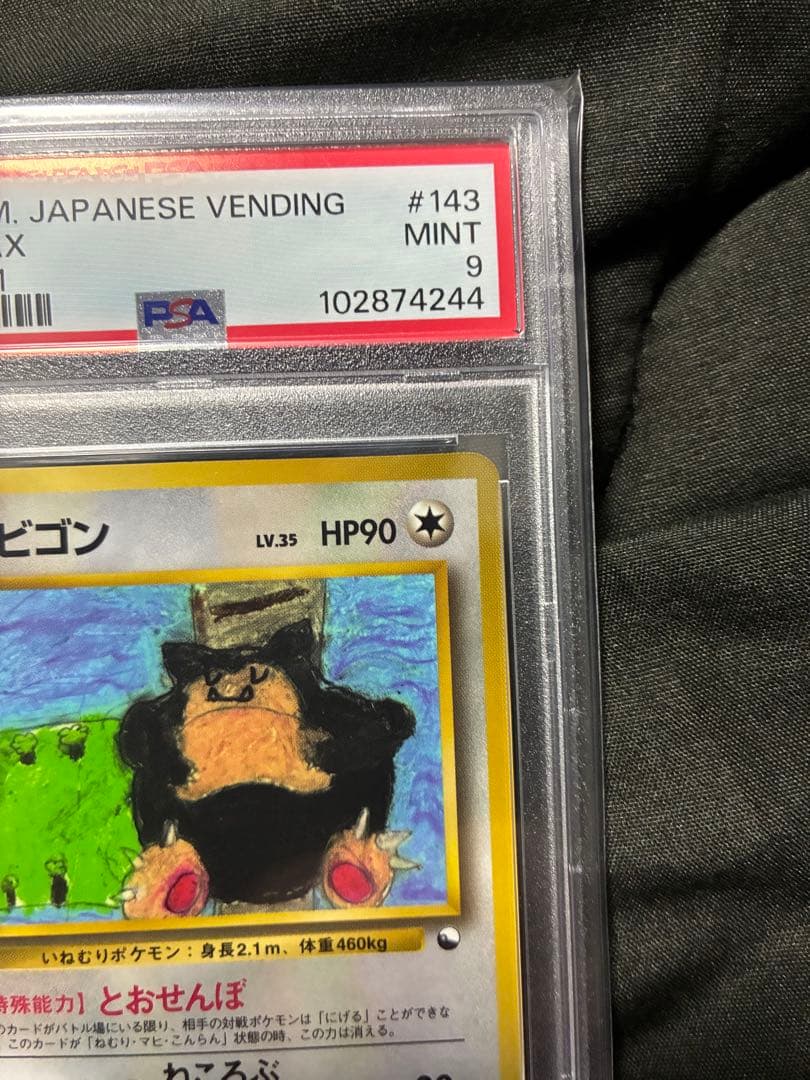 M. JAPANESE VENDING #143
AX MINT
1 9
PSA 102874244
ビゴン LV.35 HP90
いねむりポケモン：身長2.1m、体重460kg
特殊能力】とおせんぼ
のカードがバトル場にいる限り、相手の対戦ポケモンは「にげる」ことができな
。このカードが「ねむり・マヒ・こんらん」状態の時、この力は消える。
ねころぶ